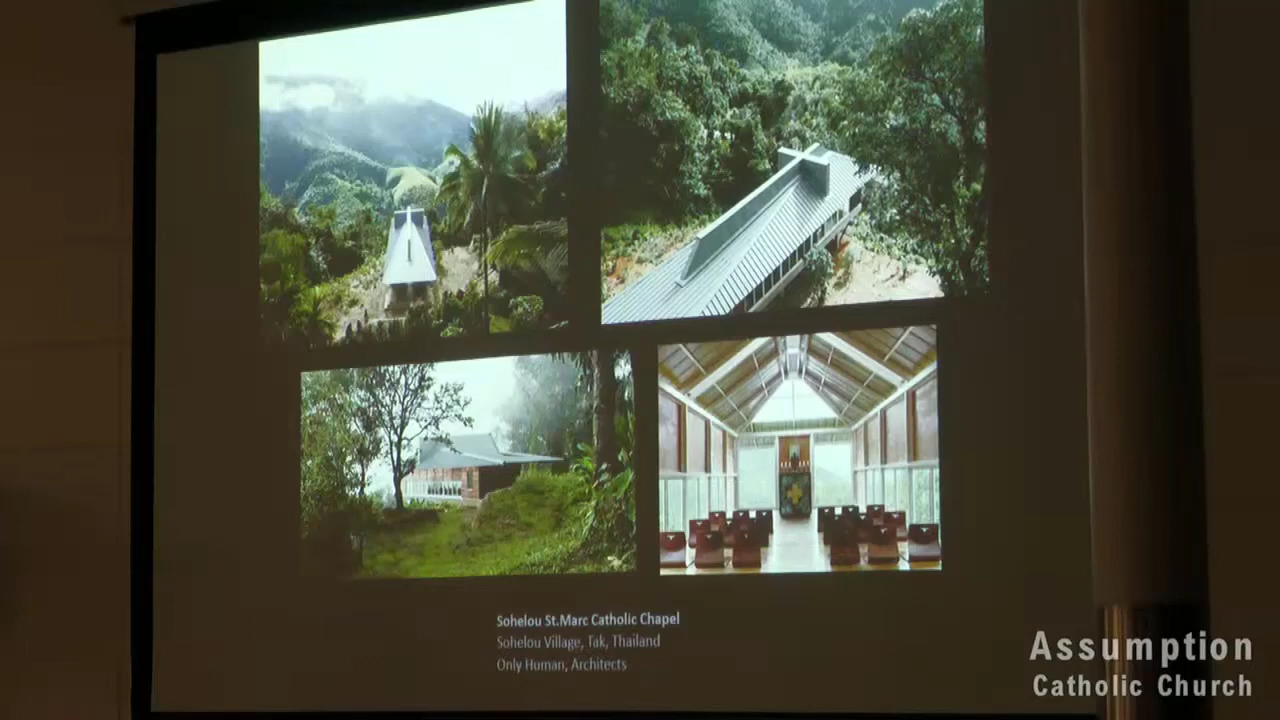 Sohelou St.Marc Catholic Chapel
Sohelou Village, Tak, Thailand
Only Human, Architects
Assumption
Catholic Church